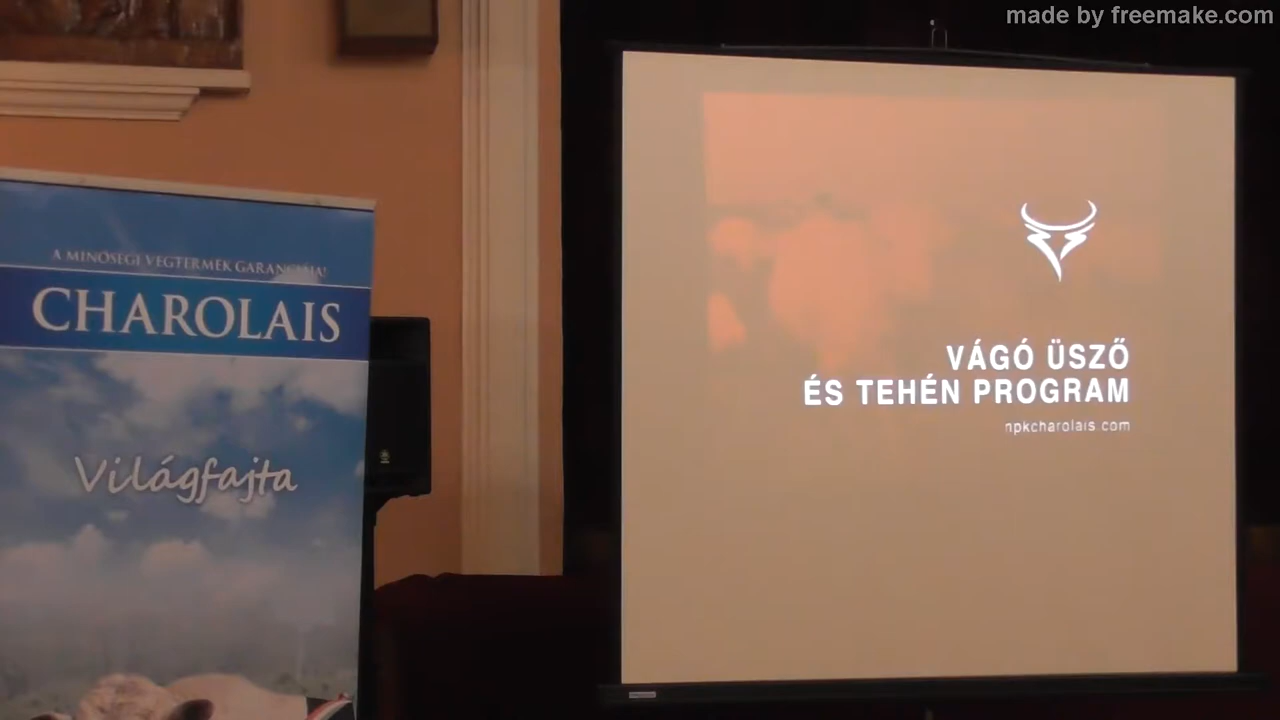 made by freemake.com
A MINŐSÉGI VÉGTERMÉK GARANCIÁJA!
CHAROLAIS
Világfajta
VÁGÓ ÜSZŐ
ÉS TEHÉN PROGRAM
npkcharolais.com